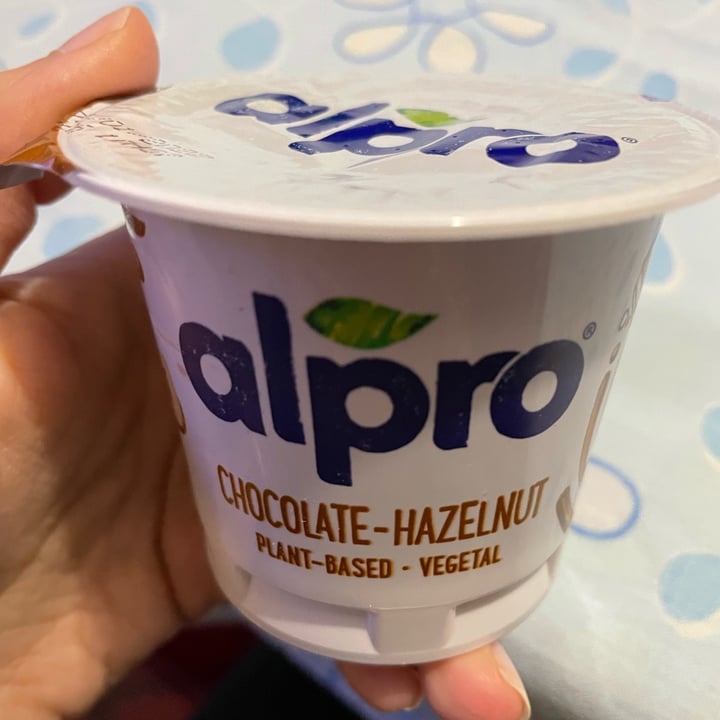 alpro®
alpro®
CHOCOLATE-HAZELNUT
PLANT-BASED · VEGETAL